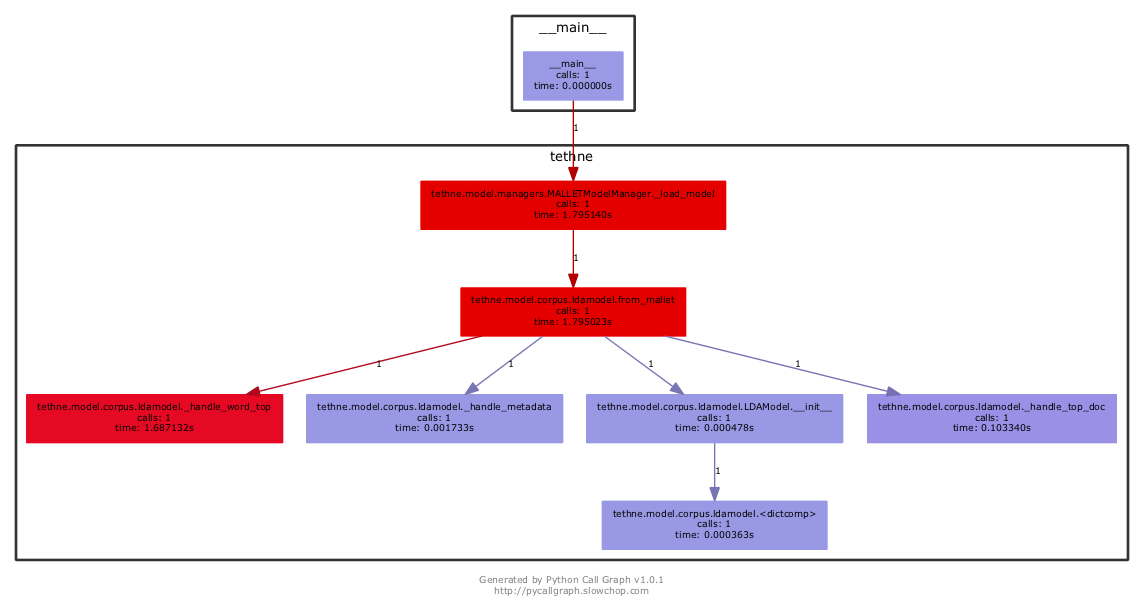 __main__
__main__
calls: 1
time: 0.000000s
1
tethne
tethne.model.managers.MALLETModelManager._load_model
calls: 1
time: 1.795140s
1
tethne.model.corpus.ldamodel.from_mallet
calls: 1
time: 1.795023s
1
1
1
1
tethne.model.corpus.ldamodel._handle_word_top
calls: 1
time: 1.687132s
tethne.model.corpus.ldamodel._handle_metadata
calls: 1
time: 0.001733s
tethne.model.corpus.ldamodel.LDAModel.__init__
calls: 1
time: 0.000478s
tethne.model.corpus.ldamodel._handle_top_doc
calls: 1
time: 0.103340s
1
tethne.model.corpus.ldamodel.<dictcomp>
calls: 1
time: 0.000363s
Generated by Python Call Graph v1.0.1
http://pycallgraph.slowchop.com